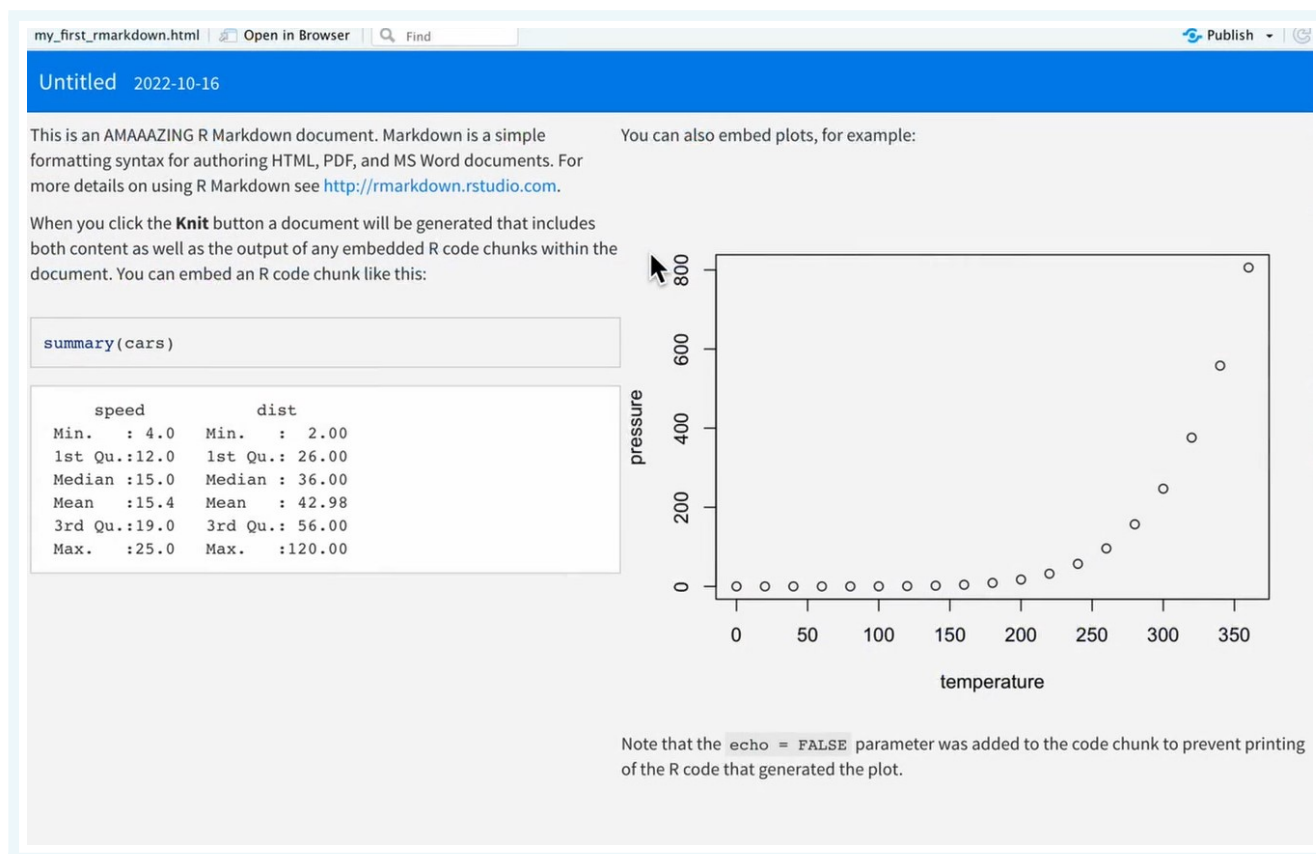 my_first_rmarkdown.html Open in Browser Find Publish
Untitled 2022-10-16
This is an AMAAAZING R Markdown document. Markdown is a simple
formatting syntax for authoring HTML, PDF, and MS Word documents. For
more details on using R Markdown see http://rmarkdown.rstudio.com.
When you click the Knit button a document will be generated that includes
both content as well as the output of any embedded R code chunks within the
document. You can embed an R code chunk like this:
summary(cars)
speed dist
Min. : 4.0 Min. : 2.00
1st Qu.:12.0 1st Qu.: 26.00
Median :15.0 Median : 36.00
Mean :15.4 Mean : 42.98
3rd Qu.:19.0 3rd Qu.: 56.00
Max. :25.0 Max. :120.00
You can also embed plots, for example:
800
600
400
200
0
pressure
0 50 100 150 200 250 300 350
temperature
Note that the echo = FALSE parameter was added to the code chunk to prevent printing
of the R code that generated the plot.